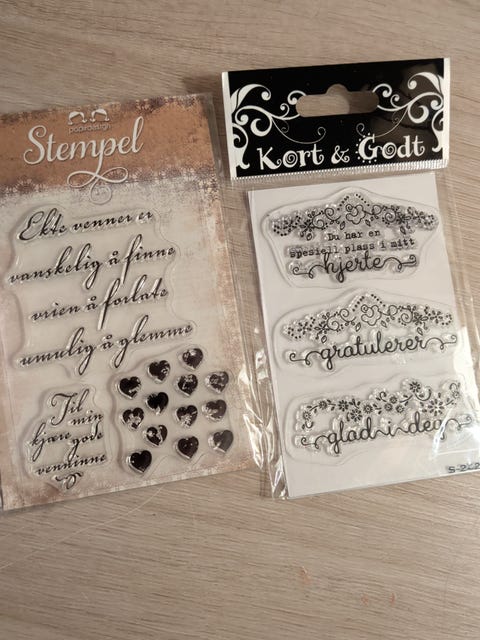 papirdesign
Stempel
Ekte venner er
vanskelig å finne
vrien å forlate
umulig å glemme
Til
min
kjære gode
venninne
Kort & Godt
Du har en
spesiell plass i mitt
hjerte
gratulerer
glad i deg